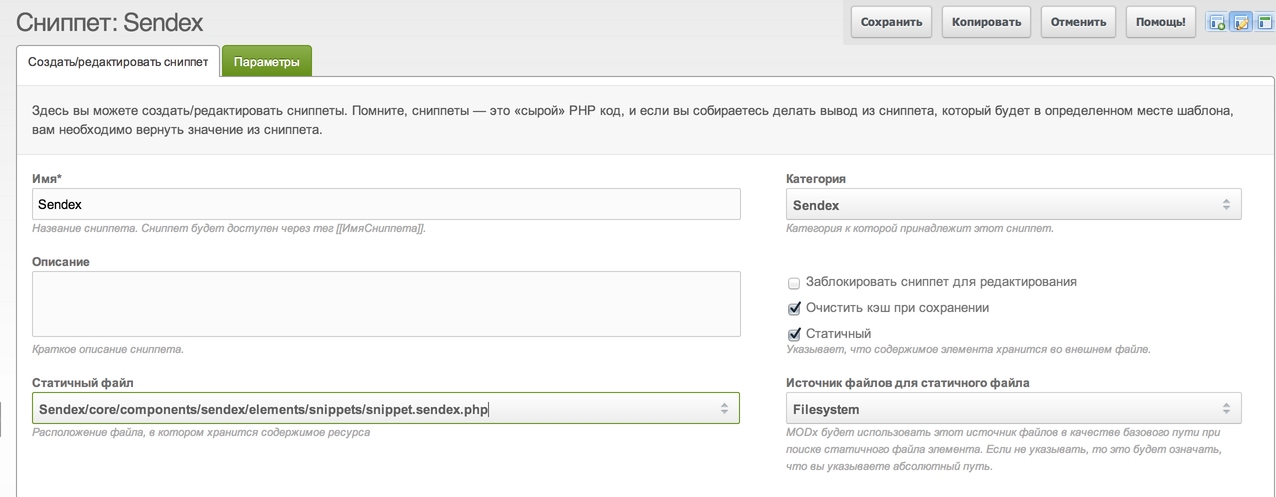 Сниппет: Sendex
Сохранить
Копировать
Отменить
Помощь!
Создать/редактировать сниппет
Параметры
Здесь вы можете создать/редактировать сниппеты. Помните, сниппеты — это «сырой» PHP код, и если вы собираетесь делать вывод из сниппета, который будет в определенном месте шаблона,
вам необходимо вернуть значение из сниппета.
Имя*
Sendex
Название сниппета. Сниппет будет доступен через тег [[ИмяСниппета]].
Категория
Sendex
Категория к которой принадлежит этот сниппет.
Описание
Краткое описание сниппета.
Заблокировать сниппет для редактирования
Очистить кэш при сохранении
Статичный
Указывает, что содержимое элемента хранится во внешнем файле.
Статичный файл
Sendex/core/components/sendex/elements/snippets/snippet.sendex.php
Расположение файла, в котором хранится содержимое ресурса
Источник файлов для статичного файла
Filesystem
MODx будет использовать этот источник файлов в качестве базового пути при
поиске статичного файла элемента. Если не указывать, то это будет означать,
что вы указываете абсолютный путь.